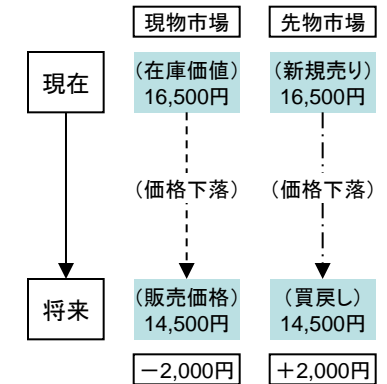 現物市場 先物市場
現在
(在庫価値)
16,500円
(新規売り)
16,500円
(価格下落) (価格下落)
将来
(販売価格)
14,500円
(買戻し)
14,500円
－2,000円 ＋2,000円